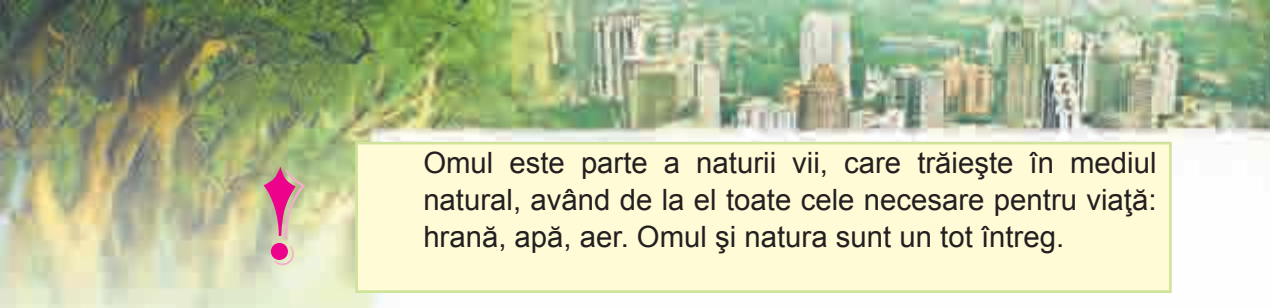 Omul este parte a naturii vii, care trăieşte în mediul
natural, având de la el toate cele necesare pentru viaţă:
hrană, apă, aer. Omul şi natura sunt un tot întreg.